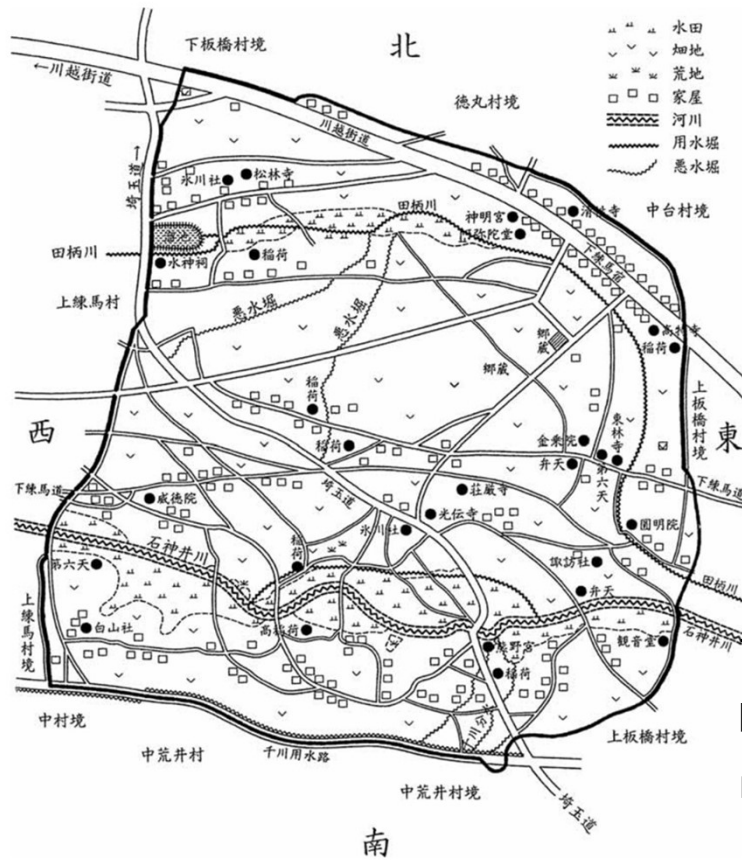 北
下板橋村境
←川越街道
徳丸村境
川越街道
水田
畑地
荒地
家屋
河川
用水堀
悪水堀
埼玉道→
氷川社
松林寺
田柄川
神明宮
阿弥陀堂
清性寺
中台村境
下練馬宿
田柄川
水神祠
稲荷
上練馬村
悪水堀
悪水堀
郷蔵
郷蔵
稲荷
上板橋村境
西
東
稲荷
稲荷
金乗院
東林寺
弁天
第六天
下練馬道
下練馬道
威徳院
埼玉道
荘厳寺
光伝寺
氷川社
圓明院
石神井川
稲荷
諏訪社
田柄川
第六天
弁天
上練馬村境
白山社
高稲荷
熊野宮
観音堂
石神井川
稲荷
中村境
中荒井村
千川用水路
上板橋村境
中荒井村境
埼玉道
南